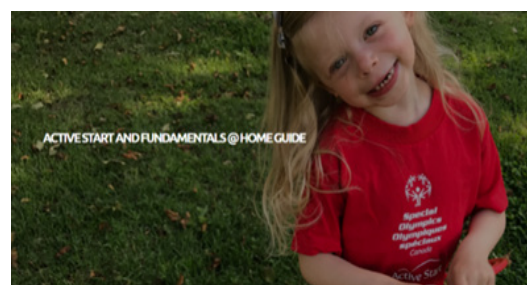 ACTIVE START AND FUNDAMENTALS @ HOME GUIDE
Special
Olympics
Olympiques
spéciaux
Canada
Active Start